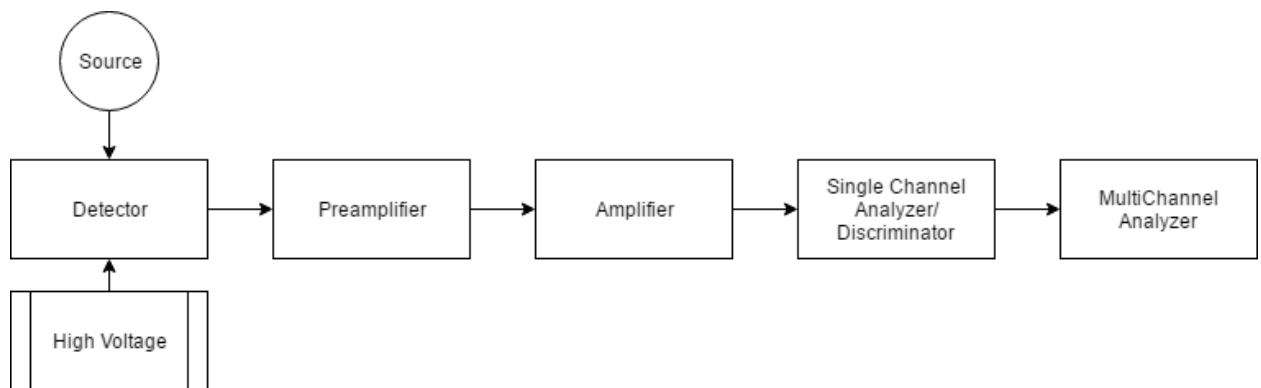 Source
Detector
Preamplifier
Amplifier
Single Channel
Analyzer/
Discriminator
MultiChannel
Analyzer
High Voltage